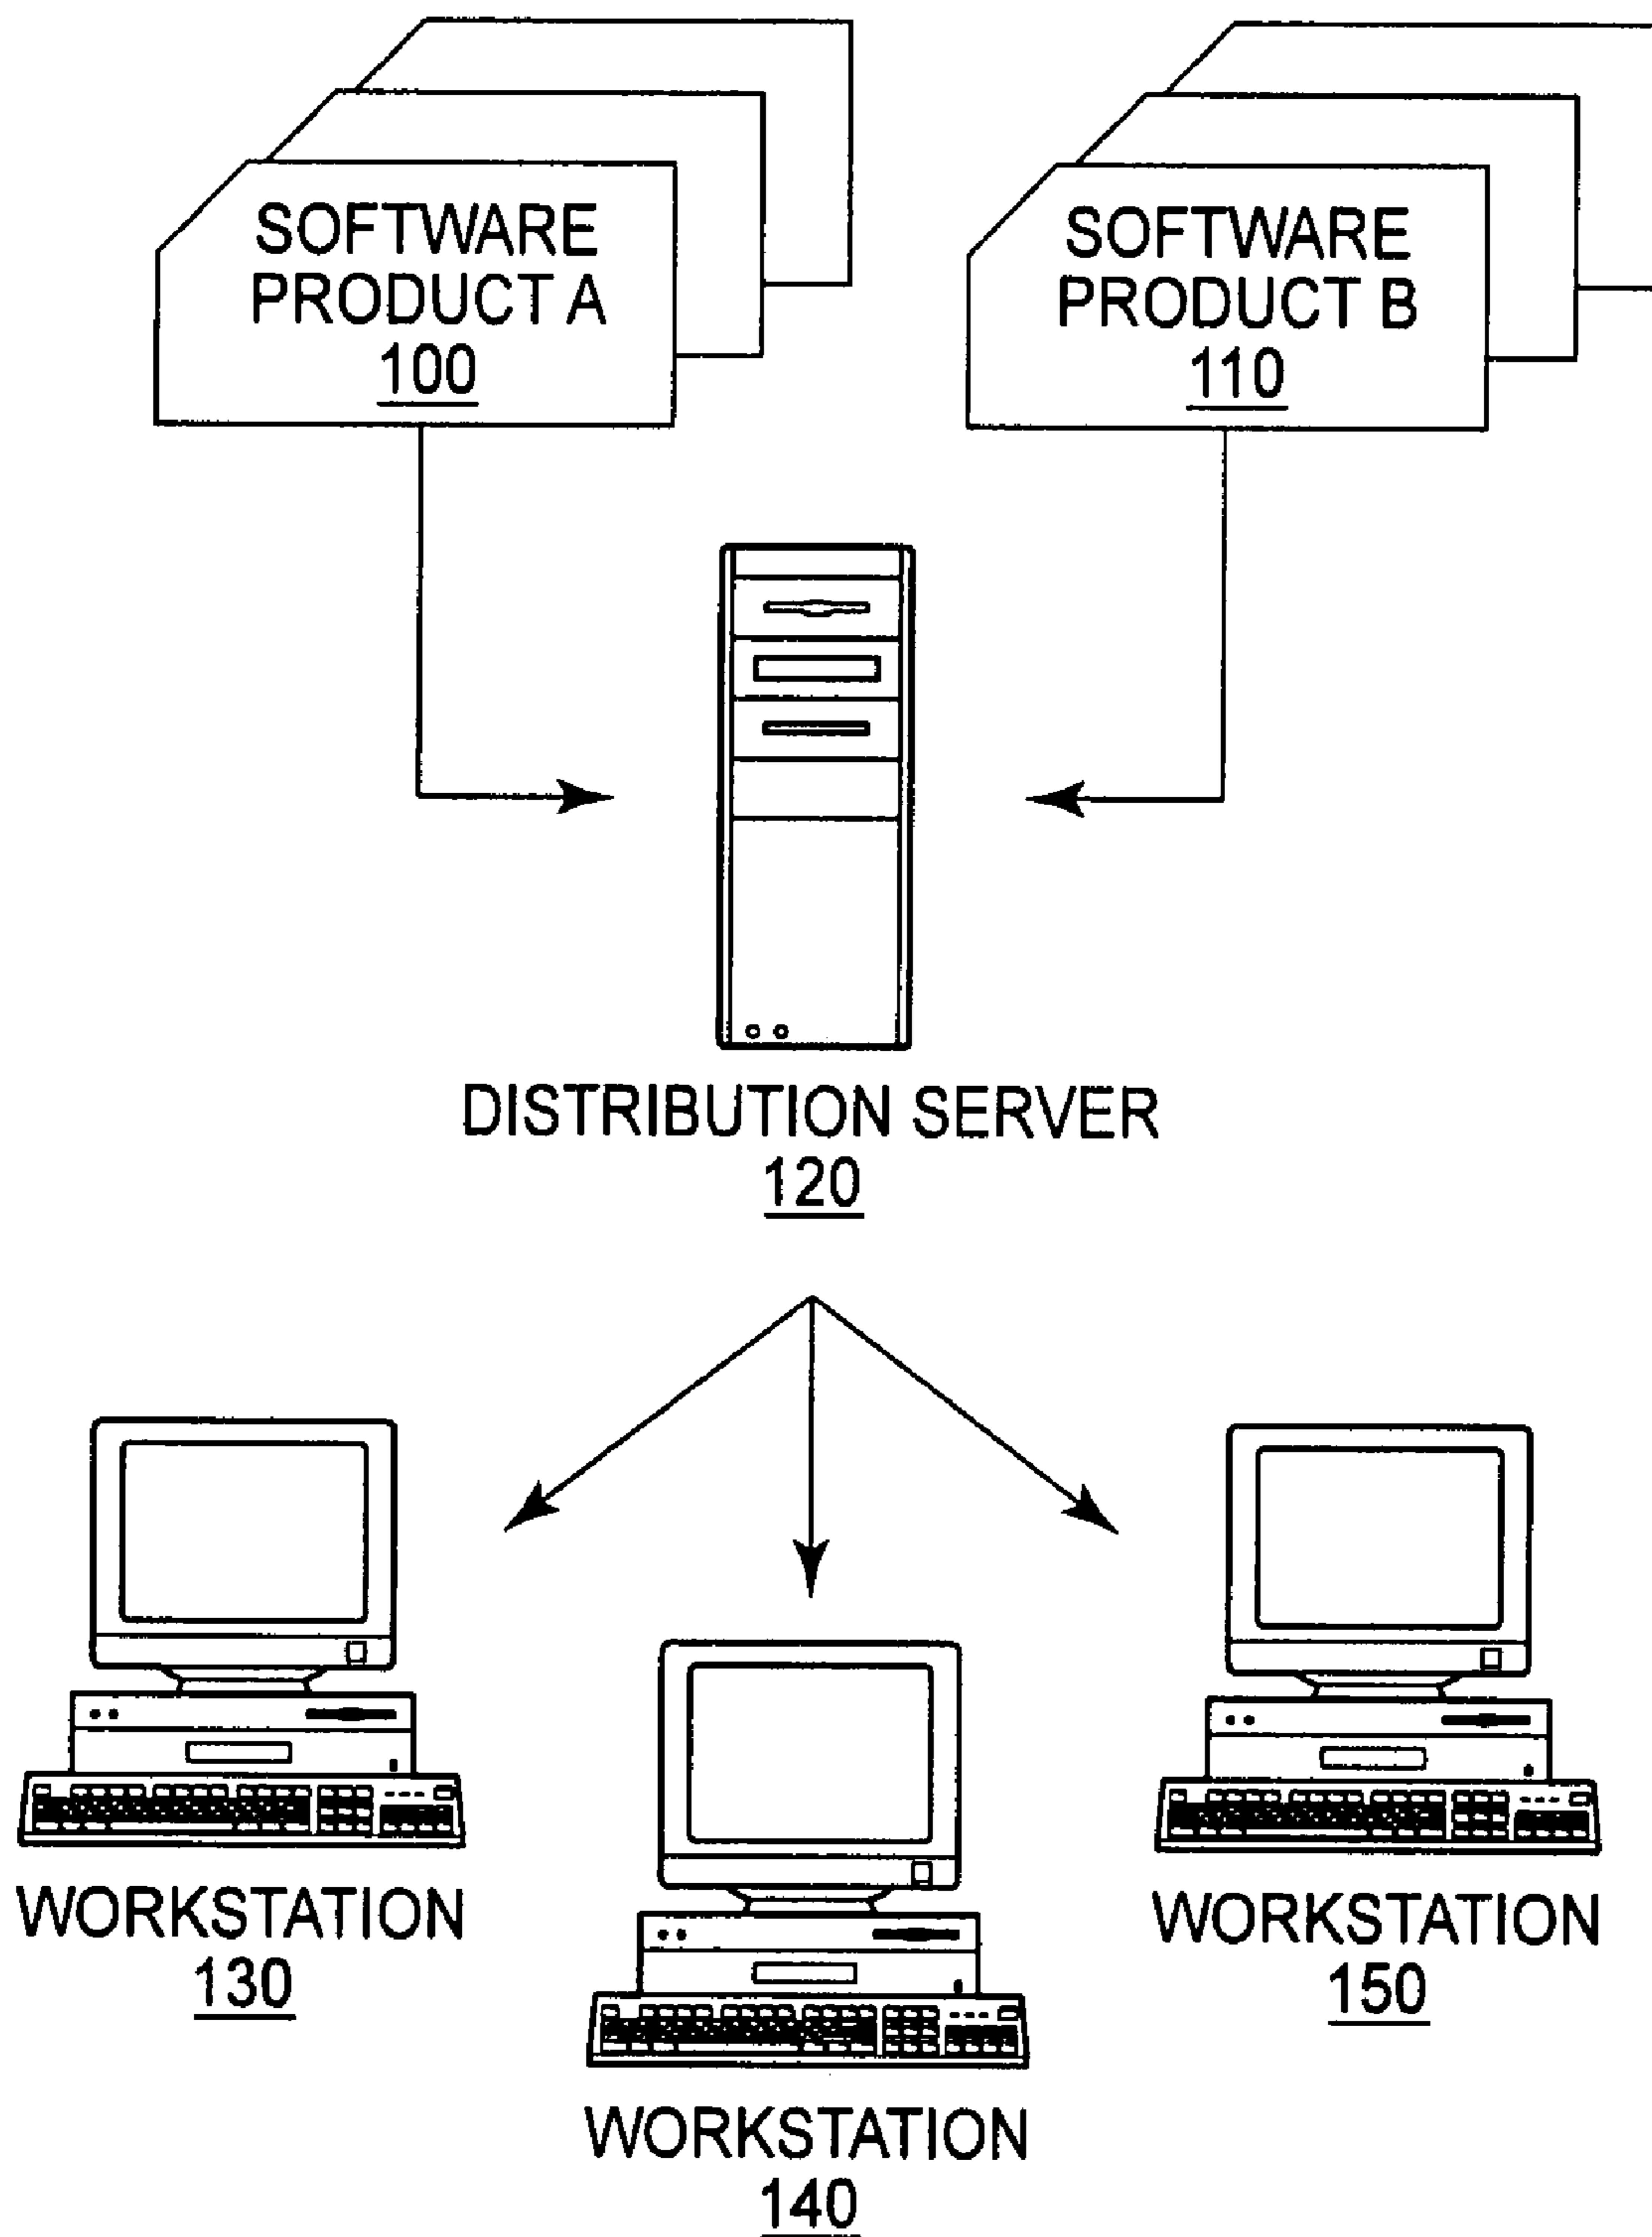 SOFTWARE
PRODUCT A
100
SOFTWARE
PRODUCT B
110
DISTRIBUTION SERVER
120
WORKSTATION
130
WORKSTATION
140
WORKSTATION
150